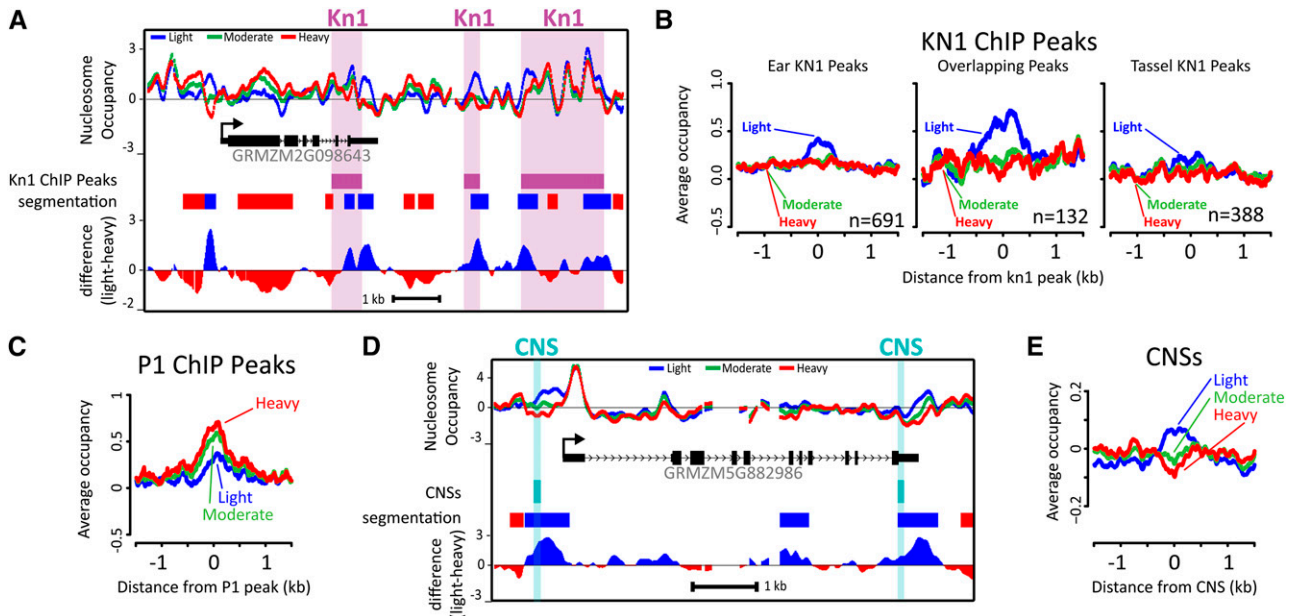 A
Kn1 Kn1 Kn1
Light Moderate Heavy
Nucleosome
Occupancy
3
0
-3
GRMZM2G098643
Kn1 ChIP Peaks
segmentation
difference
(light-heavy)
3
0
-2
1 kb
B
KN1 ChIP Peaks
Ear KN1 Peaks Overlapping Peaks Tassel KN1 Peaks
Average occupancy
1.0
0.5
0.0
-0.5
Light Moderate Heavy n=691
Light Moderate Heavy n=132
Light Moderate Heavy n=388
-1 0 1 -1 0 1 -1 0 1
Distance from kn1 peak (kb)
C
P1 ChIP Peaks
Average occupancy
1
0.5
0
-0.5
Heavy
Light
Moderate
-1 0 1
Distance from P1 peak (kb)
D
CNS CNS
Light Moderate Heavy
Nucleosome
Occupancy
4
0
-3
GRMZM5G882986
CNSs
segmentation
difference
(light-heavy)
3
0
-3
1 kb
E
CNSs
Average occupancy
0.2
0
-0.2
Light
Moderate
Heavy
-1 0 1
Distance from CNS (kb)